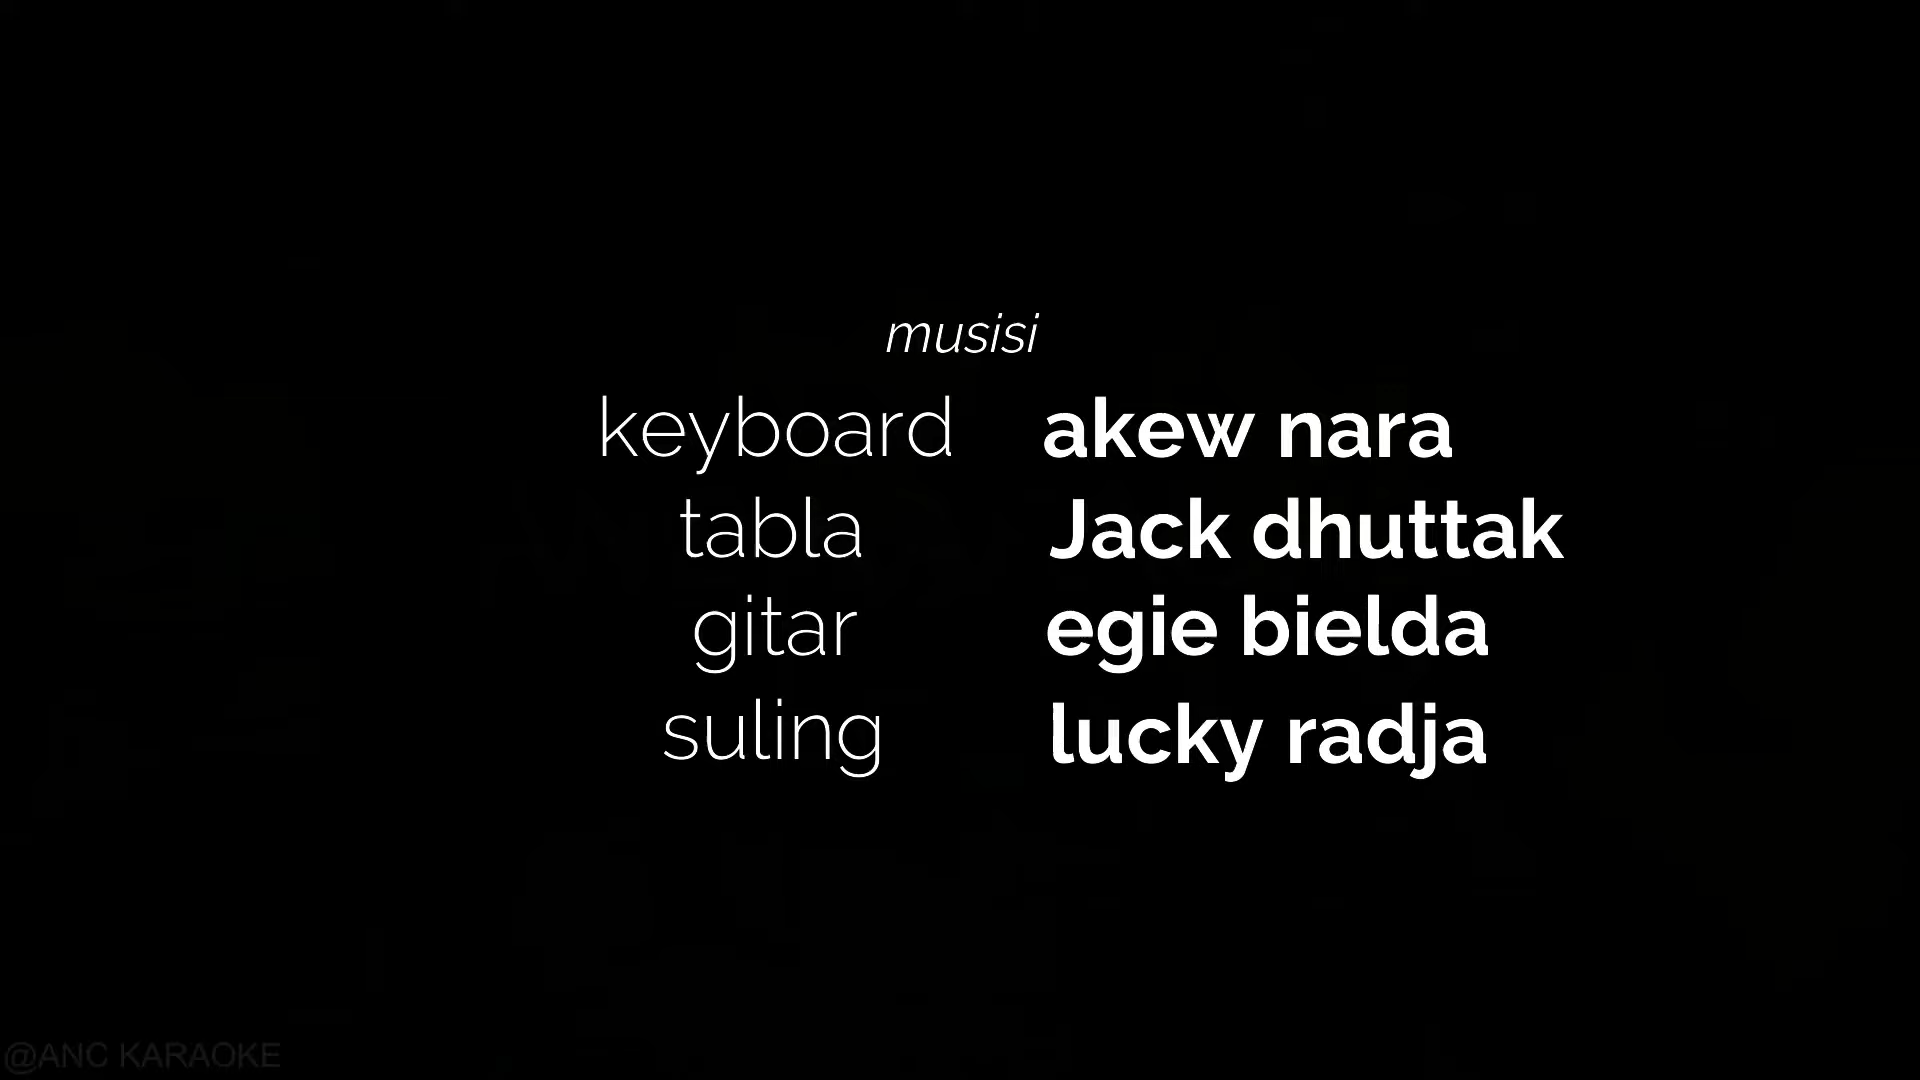 musisi
keyboard akew nara
tabla Jack dhuttak
gitar egie bielda
suling lucky radja
@ANC KARAOKE